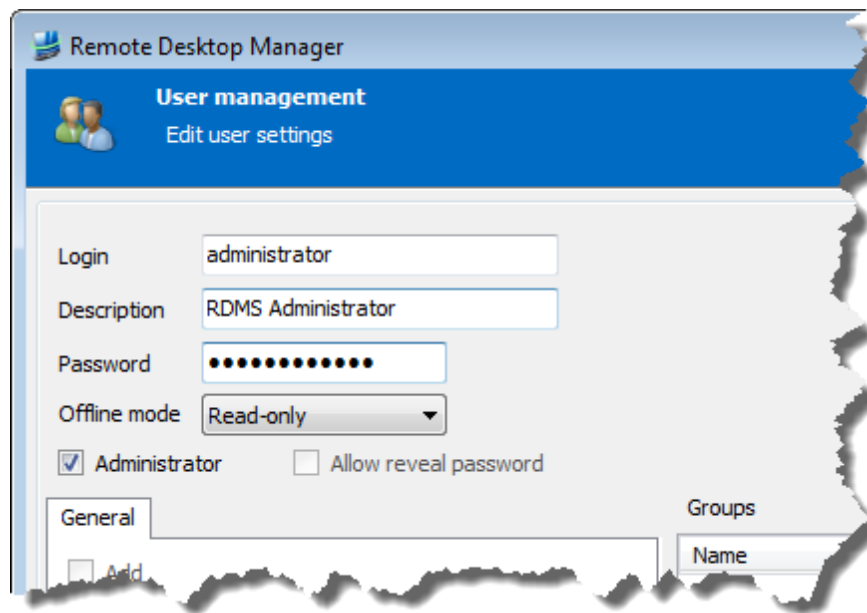 Remote Desktop Manager
User management
Edit user settings
Login administrator
Description RDMS Administrator
Password ••••••••••••
Offline mode Read-only
Administrator Allow reveal password
General Groups
Add Name